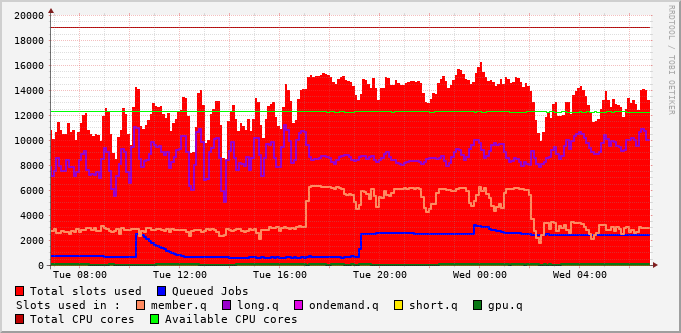 20000
18000
16000
14000
12000
10000
8000
6000
4000
2000
0
Tue 08:00 Tue 12:00 Tue 16:00 Tue 20:00 Wed 00:00 Wed 04:00
RRDTOOL / TOBI OETIKER
Total slots used Queued Jobs
Slots used in : member.q long.q ondemand.q short.q gpu.q
Total CPU cores Available CPU cores